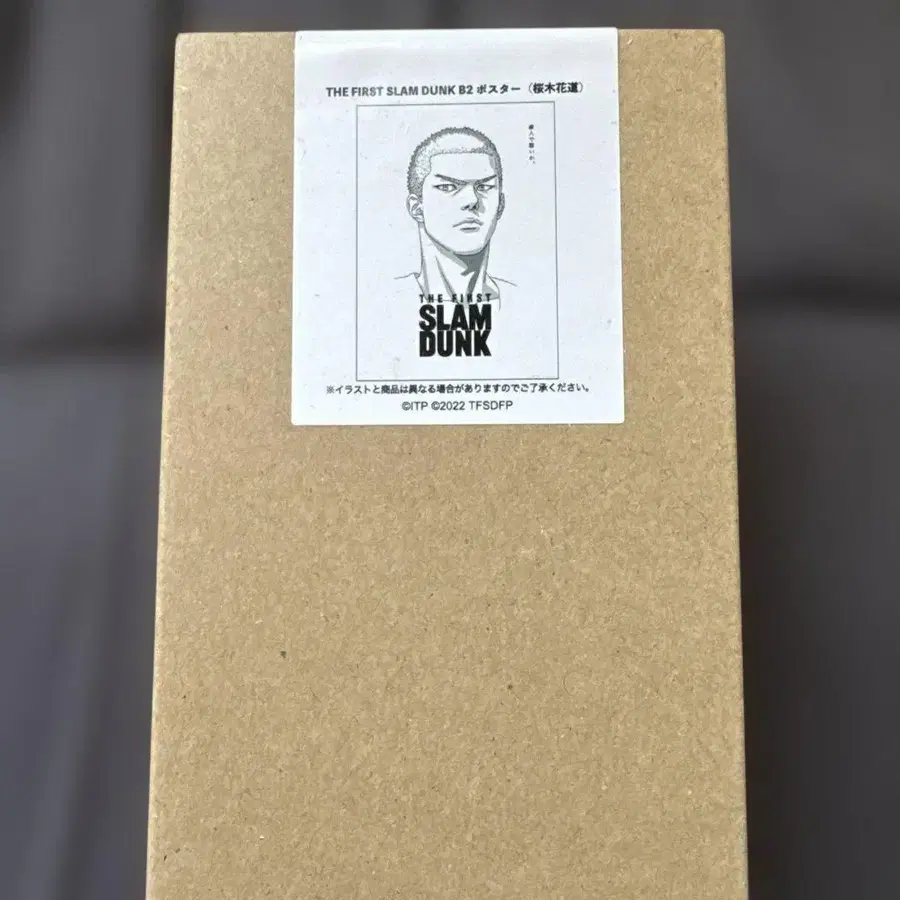 THE FIRST SLAM DUNK B2 ポスター（桜木花道）
THE FIRST
SLAM
DUNK
※イラストと商品は異なる場合がありますのでご了承ください。
©ITP ©2022 TFSDFP